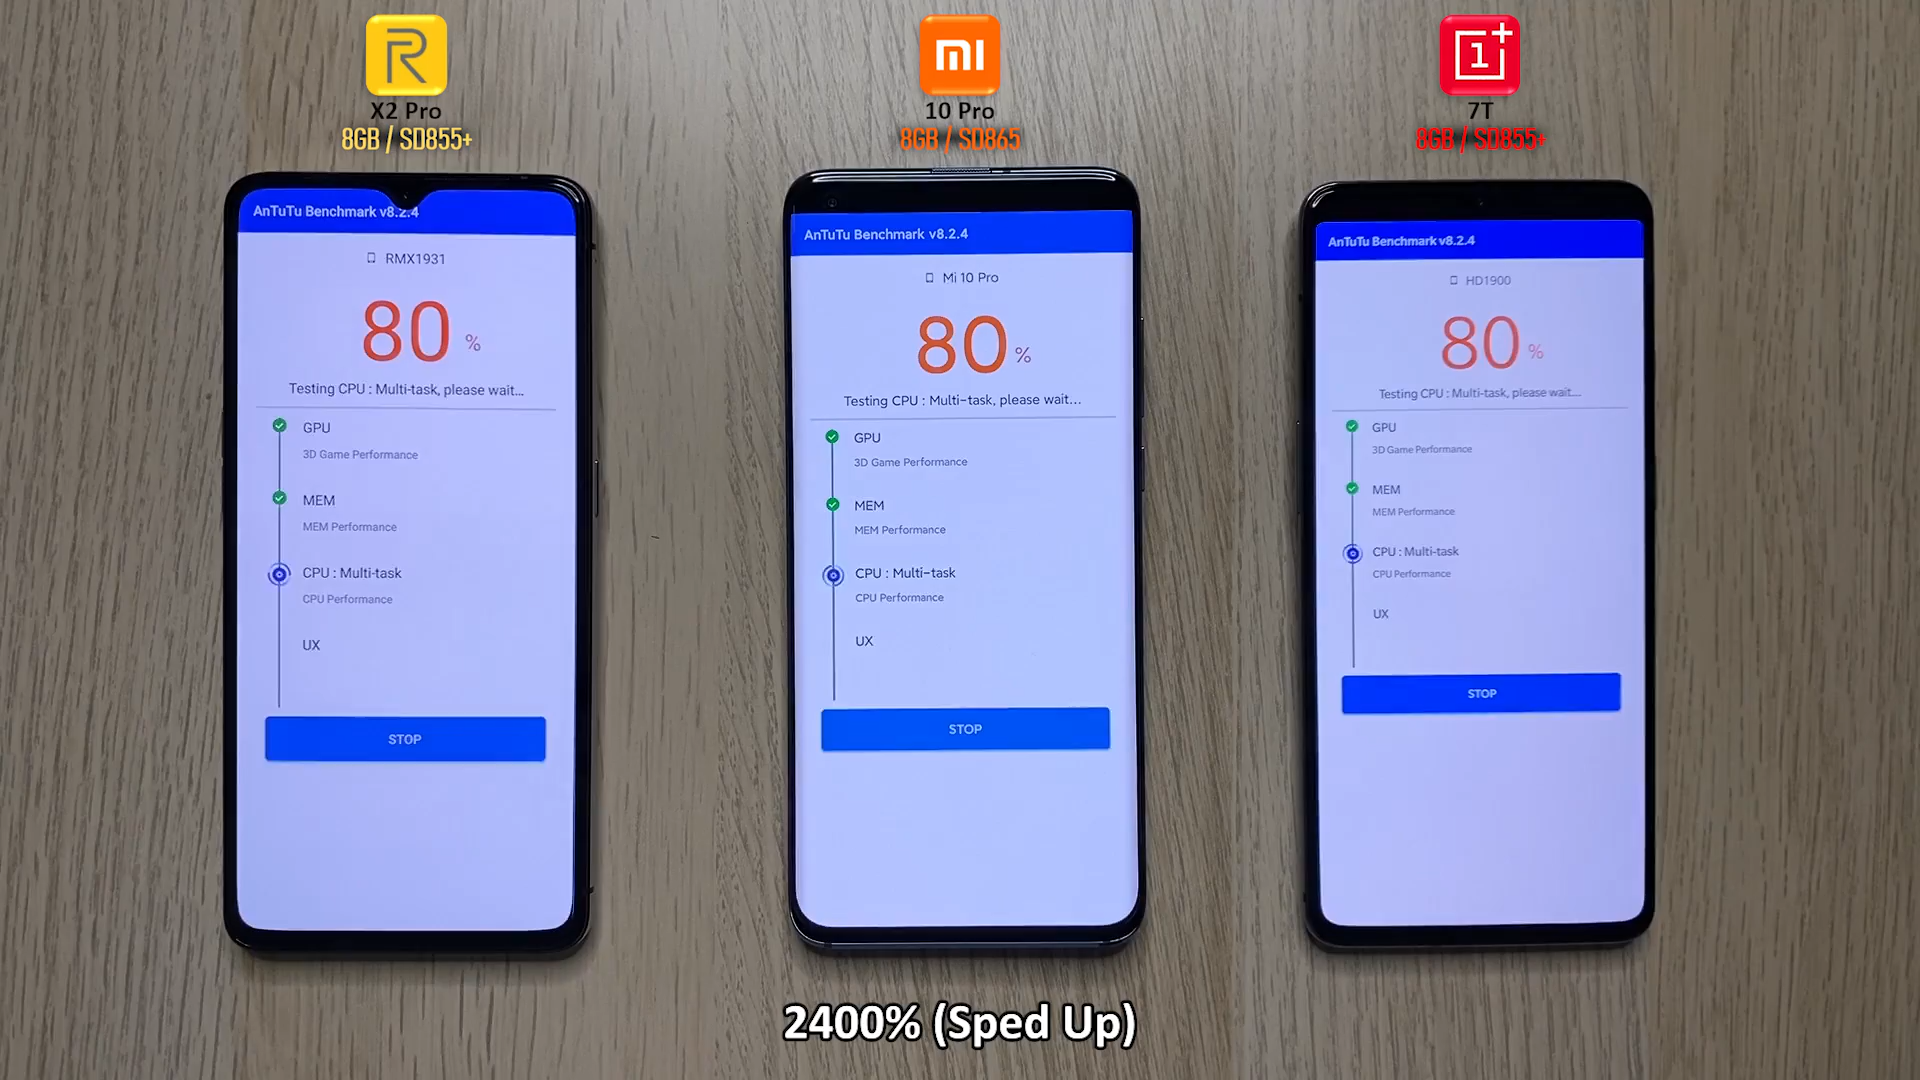 R
X2 Pro
8GB / SD855+
AnTuTu Benchmark v8.2.4
RMX1931
80 %
Testing CPU : Multi-task, please wait...
GPU
3D Game Performance
MEM
MEM Performance
CPU : Multi-task
CPU Performance
UX
STOP
mi
10 Pro
8GB / SD865
AnTuTu Benchmark v8.2.4
Mi 10 Pro
80 %
Testing CPU : Multi-task, please wait...
GPU
3D Game Performance
MEM
MEM Performance
CPU : Multi-task
CPU Performance
UX
STOP
1+
7T
8GB / SD855+
AnTuTu Benchmark v8.2.4
HD1900
80 %
Testing CPU : Multi-task, please wait...
GPU
3D Game Performance
MEM
MEM Performance
CPU : Multi-task
CPU Performance
UX
STOP
2400% (Sped Up)